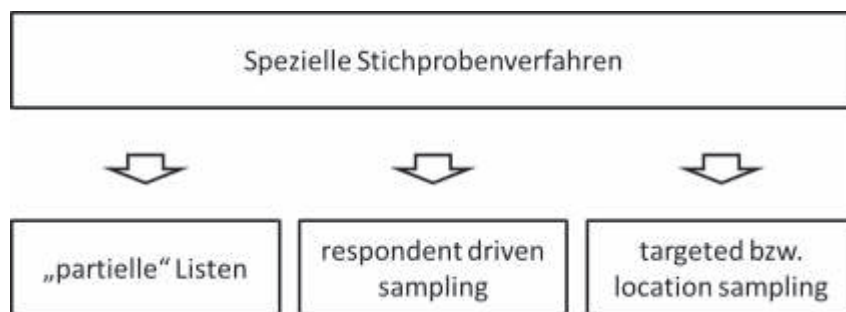 Spezielle Stichprobenverfahren
„partielle“ Listen
respondent driven
sampling
targeted bzw.
location sampling